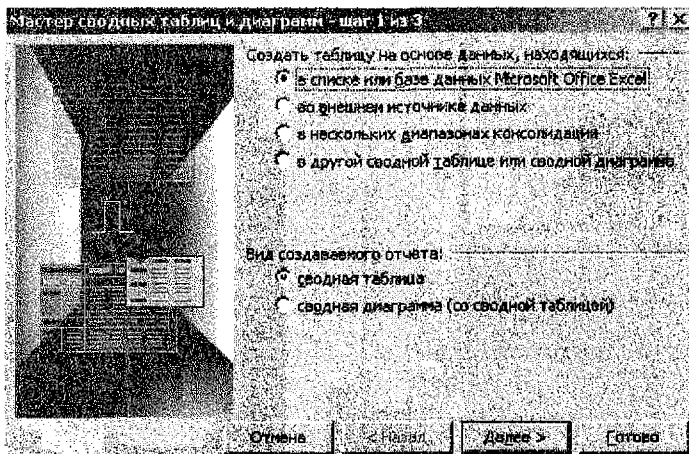 Мастер сводных таблиц и диаграмм - шаг 1 из 3
Создать таблицу на основе данных, находящихся:
в списке или базе данных Microsoft Office Excel
во внешнем источнике данных
в нескольких диапазонах консолидации
в другой сводной таблице или сводной диаграмме
Вид создаваемого отчета:
сводная таблица
сводная диаграмма (со сводной таблицей)
Отмена < Назад Далее > Готово